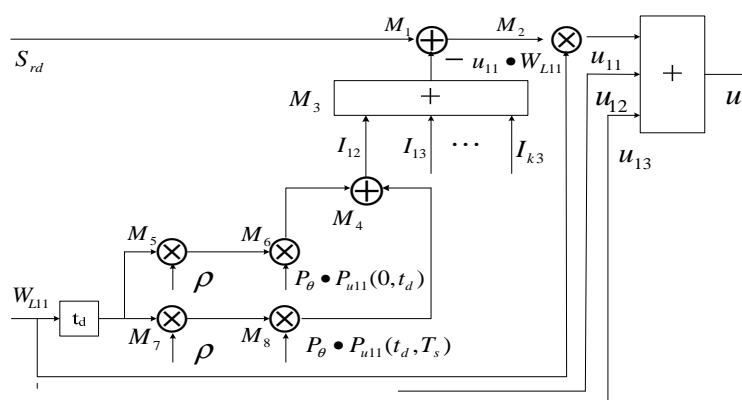 M₁ M₂
S_rd
− u₁₁ • W_L11
u₁₁
+
u
M₃ +
u₁₂
I₁₂ I₁₃ ⋯ I_k3
u₁₃
M₄
M₅ M₆
ρ P_θ • P_u11(0, t_d)
W_L11
t_d
M₇ ρ M₈ P_θ • P_u11(t_d, T_s)